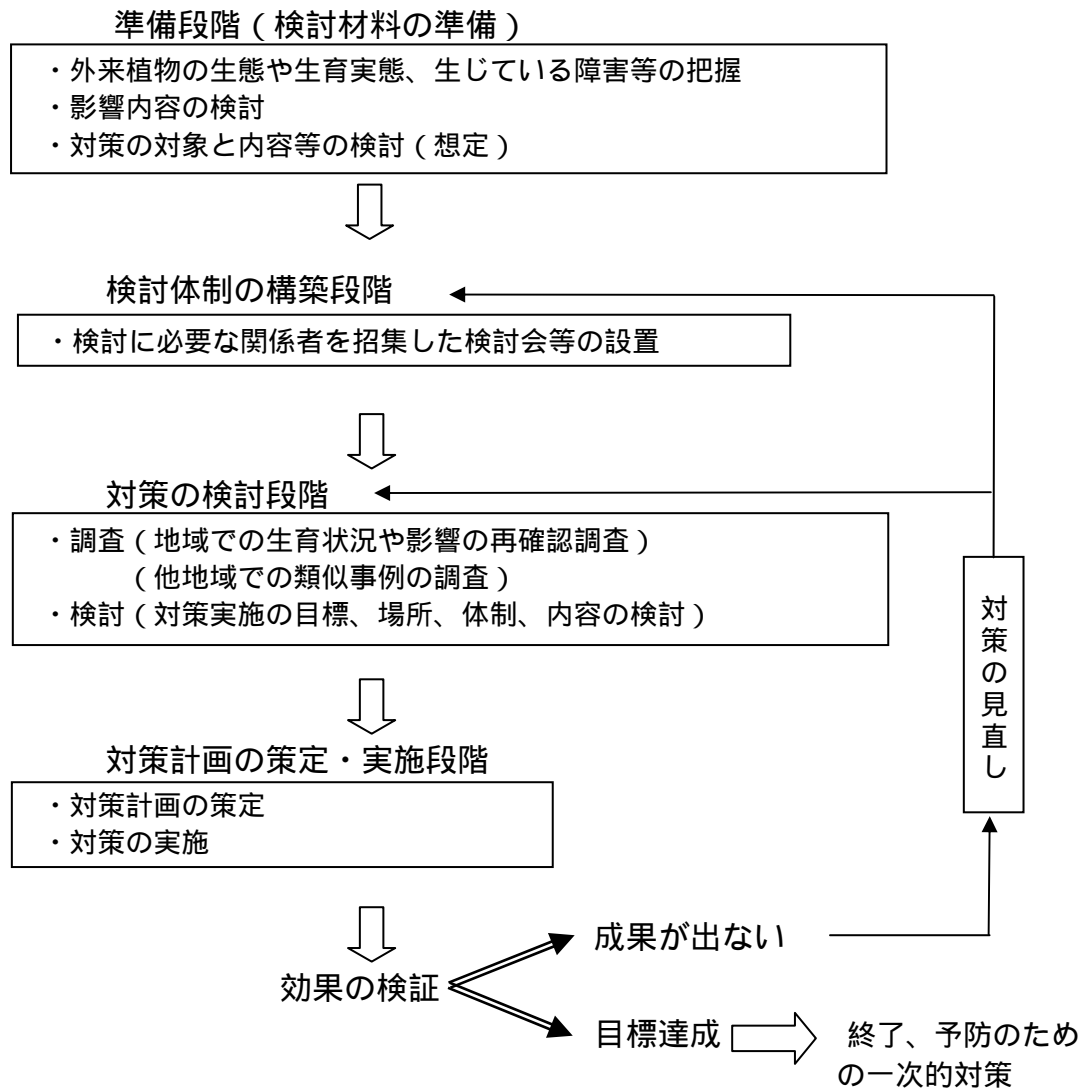 準備段階(検討材料の準備)
・外来植物の生態や生育実態、生じている障害等の把握
・影響内容の検討
・対策の対象と内容等の検討(想定)
検討体制の構築段階
・検討に必要な関係者を招集した検討会等の設置
対策の検討段階
・調査(地域での生育状況や影響の再確認調査)
(他地域での類似事例の調査)
・検討(対策実施の目標、場所、体制、内容の検討)
対策の見直し
対策計画の策定・実施段階
・対策計画の策定
・対策の実施
成果が出ない
効果の検証
目標達成
終了、予防のため
の一次的対策